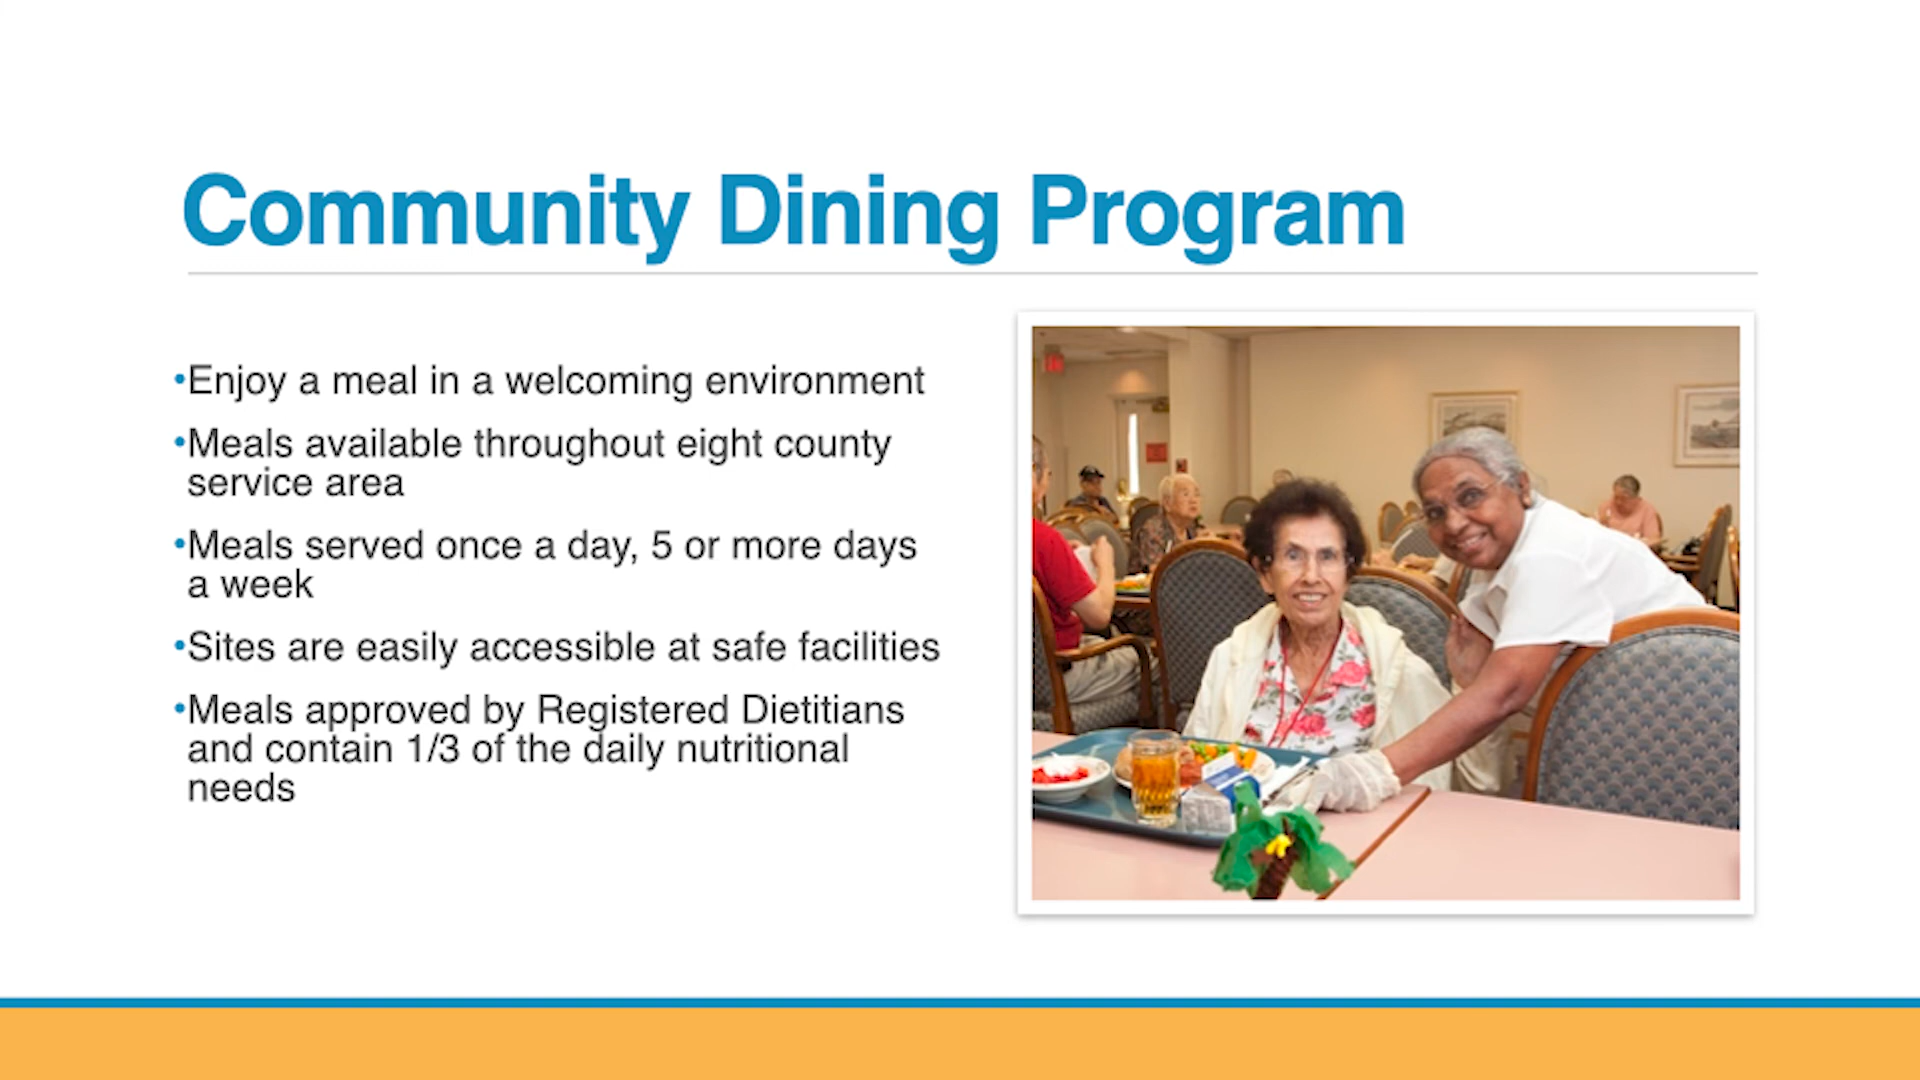 Community Dining Program
•Enjoy a meal in a welcoming environment
•Meals available throughout eight county
service area
•Meals served once a day, 5 or more days
a week
•Sites are easily accessible at safe facilities
•Meals approved by Registered Dietitians
and contain 1/3 of the daily nutritional
needs